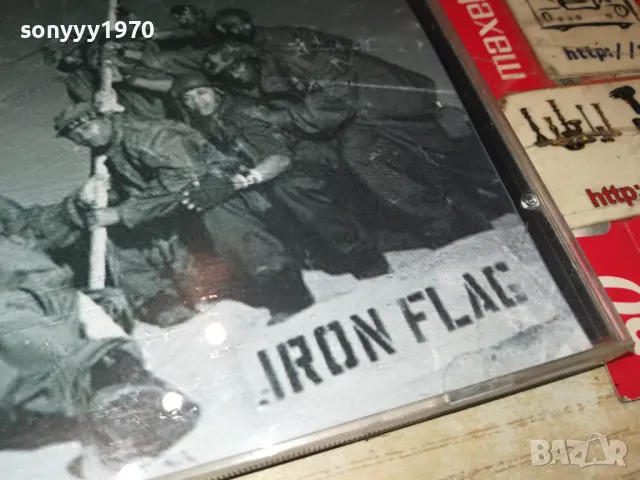 sonyyy1970
maxell
http://
http
IRON FLAG
BAZAR